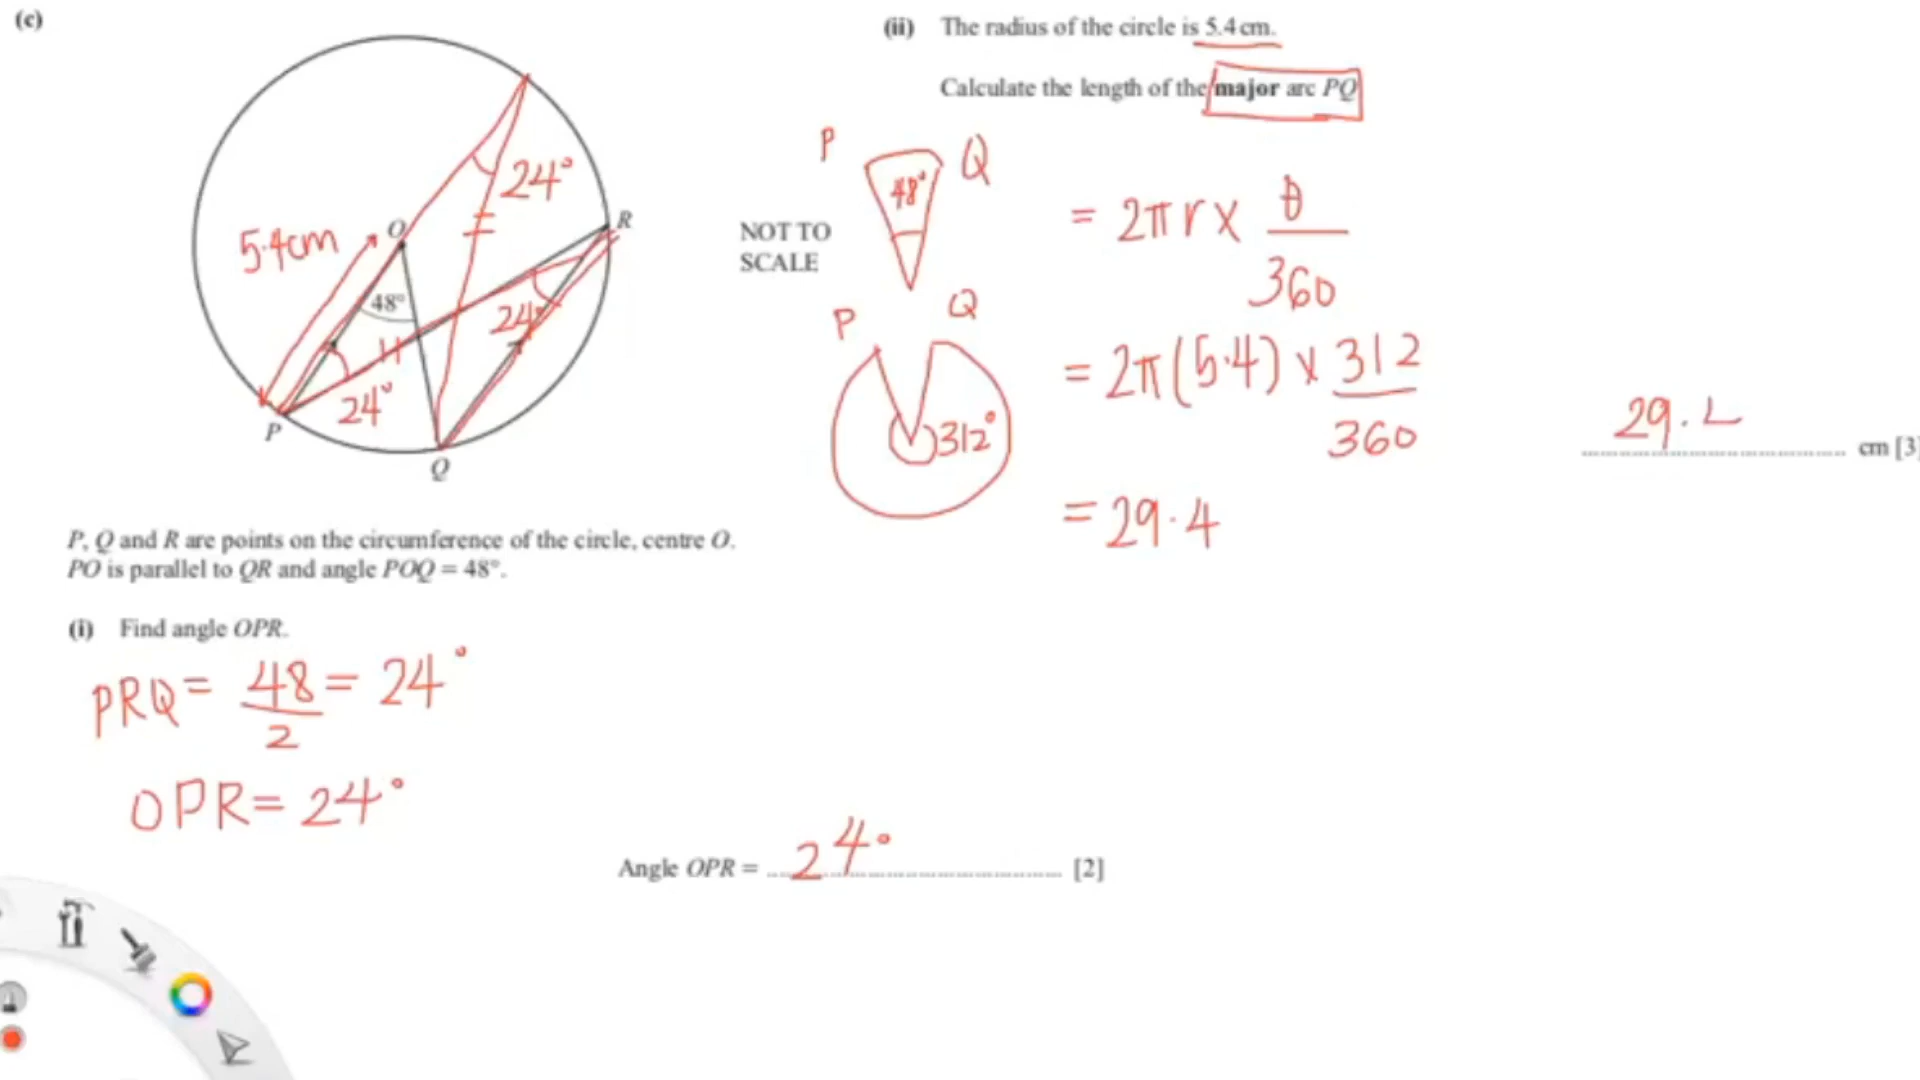 (c)
24°
R
5.4cm
O
48°
24°
24°
P
Q
NOT TO
SCALE
P, Q and R are points on the circumference of the circle, centre O.
PO is parallel to QR and angle POQ = 48°.
(i) Find angle OPR.
PRQ = 48/2 = 24°
OPR = 24°
Angle OPR = 24° [2]
(ii) The radius of the circle is 5.4 cm.
Calculate the length of the major arc PQ
P Q
48°
= 2πr x θ/360
P Q
312°
= 2π(5.4) x 312/360
= 29.4
29. cm [3]